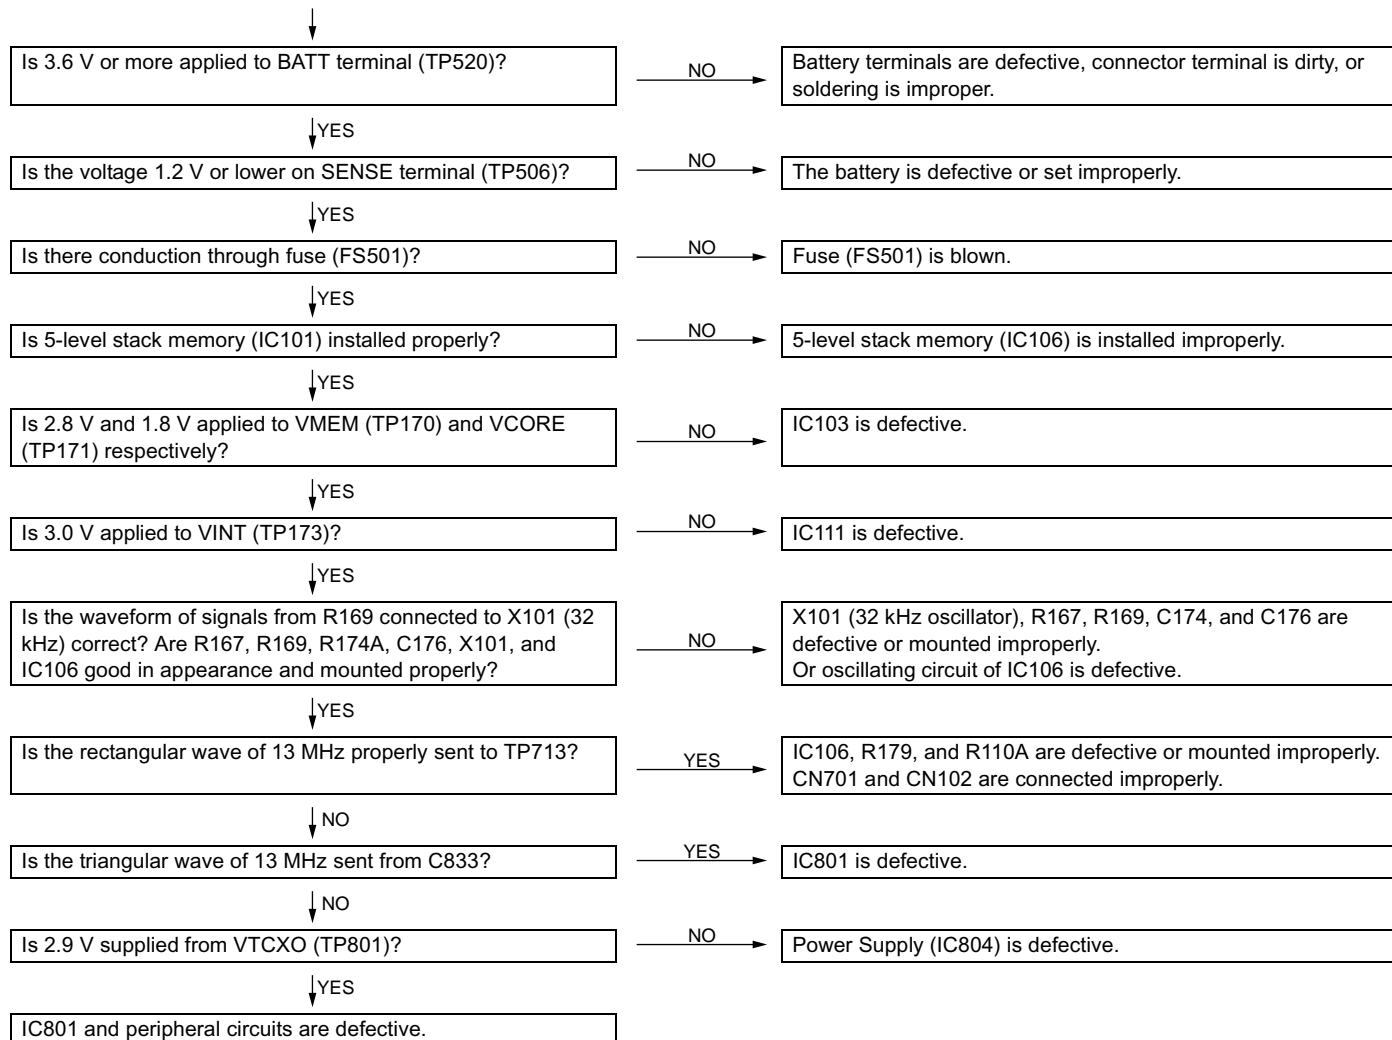 Is 3.6 V or more applied to BATT terminal (TP520)?
NO
Battery terminals are defective, connector terminal is dirty, or
soldering is improper.
YES
Is the voltage 1.2 V or lower on SENSE terminal (TP506)?
NO
The battery is defective or set improperly.
YES
Is there conduction through fuse (FS501)?
NO
Fuse (FS501) is blown.
YES
Is 5-level stack memory (IC101) installed properly?
NO
5-level stack memory (IC106) is installed improperly.
YES
Is 2.8 V and 1.8 V applied to VMEM (TP170) and VCORE
(TP171) respectively?
NO
IC103 is defective.
YES
Is 3.0 V applied to VINT (TP173)?
NO
IC111 is defective.
YES
Is the waveform of signals from R169 connected to X101 (32
kHz) correct? Are R167, R169, R174A, C176, X101, and
IC106 good in appearance and mounted properly?
NO
X101 (32 kHz oscillator), R167, R169, C174, and C176 are
defective or mounted improperly.
Or oscillating circuit of IC106 is defective.
YES
Is the rectangular wave of 13 MHz properly sent to TP713?
YES
IC106, R179, and R110A are defective or mounted improperly.
CN701 and CN102 are connected improperly.
NO
Is the triangular wave of 13 MHz sent from C833?
YES
IC801 is defective.
NO
Is 2.9 V supplied from VTCXO (TP801)?
NO
Power Supply (IC804) is defective.
YES
IC801 and peripheral circuits are defective.